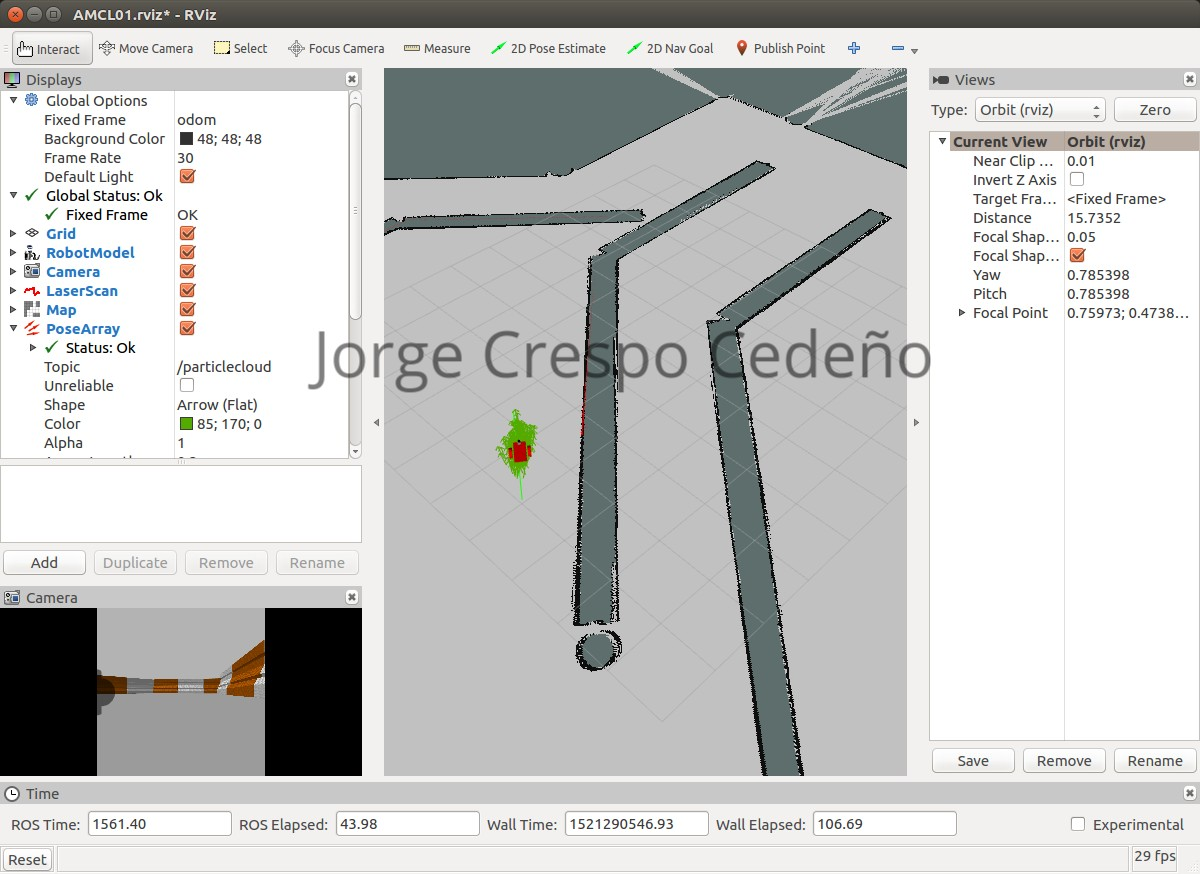 AMCL01.rviz* - RViz
Interact Move Camera Select Focus Camera Measure 2D Pose Estimate 2D Nav Goal Publish Point
Displays
Global Options
Fixed Frame odom
Background Color 48; 48; 48
Frame Rate 30
Default Light
Global Status: Ok
Fixed Frame OK
Grid
RobotModel
Camera
LaserScan
Map
PoseArray
Status: Ok
Topic /particlecloud
Unreliable
Shape Arrow (Flat)
Color 85; 170; 0
Alpha 1
Add Duplicate Remove Rename
Camera
Jorge Crespo Cedeño
Views
Type: Orbit (rviz) Zero
Current View Orbit (rviz)
Near Clip ... 0.01
Invert Z Axis
Target Fra... <Fixed Frame>
Distance 15.7352
Focal Shap... 0.05
Focal Shap...
Yaw 0.785398
Pitch 0.785398
Focal Point 0.75973; 0.4738...
Save Remove Rename
Time
ROS Time: 1561.40 ROS Elapsed: 43.98 Wall Time: 1521290546.93 Wall Elapsed: 106.69 Experimental
Reset 29 fps